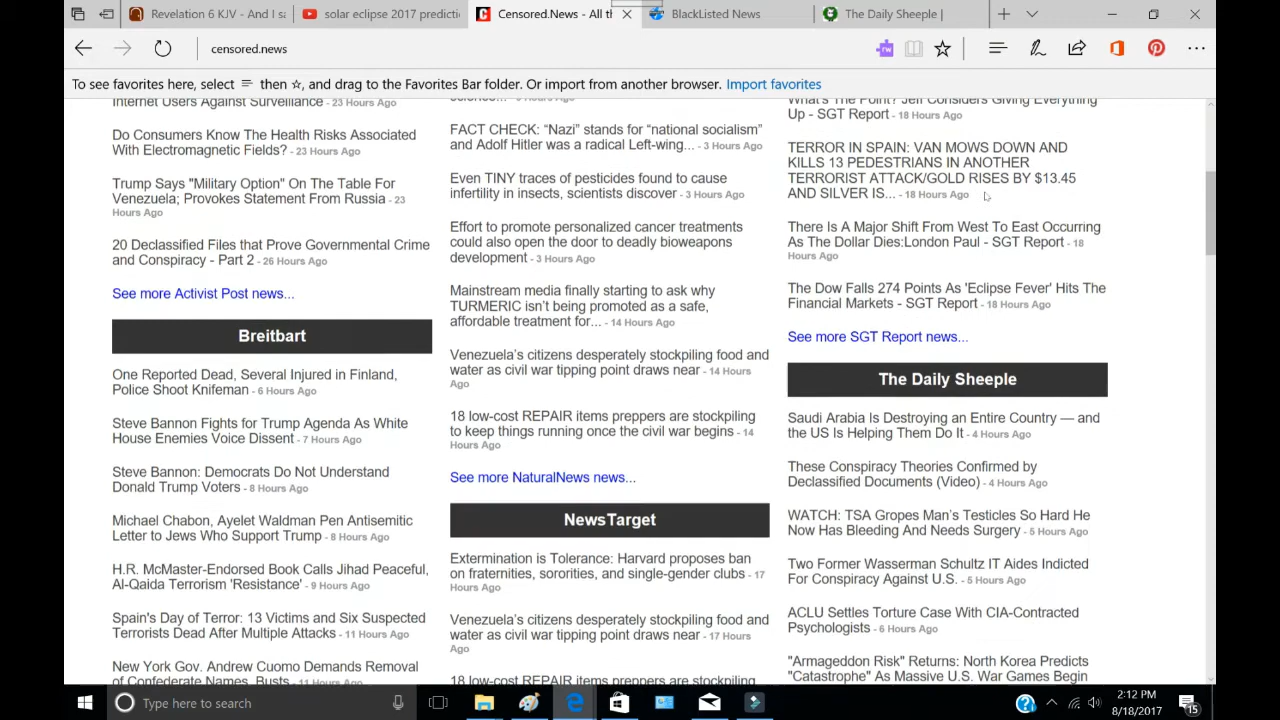 Revelation 6 KJV - And I sa
solar eclipse 2017 predictio
Censored.News - All th
BlackListed News
The Daily Sheeple |
censored.news
To see favorites here, select then ☆, and drag to the Favorites Bar folder. Or import from another browser. Import favorites
Internet Users Against Surveillance - 23 Hours Ago
Do Consumers Know The Health Risks Associated
With Electromagnetic Fields? - 23 Hours Ago
Trump Says "Military Option" On The Table For
Venezuela; Provokes Statement From Russia - 23
Hours Ago
20 Declassified Files that Prove Governmental Crime
and Conspiracy - Part 2 - 26 Hours Ago
See more Activist Post news...
Breitbart
One Reported Dead, Several Injured in Finland,
Police Shoot Knifeman - 6 Hours Ago
Steve Bannon Fights for Trump Agenda As White
House Enemies Voice Dissent - 7 Hours Ago
Steve Bannon: Democrats Do Not Understand
Donald Trump Voters - 8 Hours Ago
Michael Chabon, Ayelet Waldman Pen Antisemitic
Letter to Jews Who Support Trump - 8 Hours Ago
H.R. McMaster-Endorsed Book Calls Jihad Peaceful,
Al-Qaida Terrorism 'Resistance' - 9 Hours Ago
Spain's Day of Terror: 13 Victims and Six Suspected
Terrorists Dead After Multiple Attacks - 11 Hours Ago
New York Gov. Andrew Cuomo Demands Removal
of Confederate Names, Busts - 11 Hours Ago
science... - 3 Hours Ago
FACT CHECK: “Nazi” stands for “national socialism”
and Adolf Hitler was a radical Left-wing... - 3 Hours Ago
Even TINY traces of pesticides found to cause
infertility in insects, scientists discover - 3 Hours Ago
Effort to promote personalized cancer treatments
could also open the door to deadly bioweapons
development - 3 Hours Ago
Mainstream media finally starting to ask why
TURMERIC isn’t being promoted as a safe,
affordable treatment for... - 14 Hours Ago
Venezuela’s citizens desperately stockpiling food and
water as civil war tipping point draws near - 14 Hours
Ago
18 low-cost REPAIR items preppers are stockpiling
to keep things running once the civil war begins - 14
Hours Ago
See more NaturalNews news...
NewsTarget
Extermination is Tolerance: Harvard proposes ban
on fraternities, sororities, and single-gender clubs - 17
Hours Ago
Venezuela’s citizens desperately stockpiling food and
water as civil war tipping point draws near - 17 Hours
Ago
18 low-cost REPAIR items preppers are stockpiling
What's The Point? Jeff Considers Giving Everything
Up - SGT Report - 18 Hours Ago
TERROR IN SPAIN: VAN MOWS DOWN AND
KILLS 13 PEDESTRIANS IN ANOTHER
TERRORIST ATTACK/GOLD RISES BY $13.45
AND SILVER IS... - 18 Hours Ago
There Is A Major Shift From West To East Occurring
As The Dollar Dies:London Paul - SGT Report - 18
Hours Ago
The Dow Falls 274 Points As 'Eclipse Fever' Hits The
Financial Markets - SGT Report - 18 Hours Ago
See more SGT Report news...
The Daily Sheeple
Saudi Arabia Is Destroying an Entire Country — and
the US Is Helping Them Do It - 4 Hours Ago
These Conspiracy Theories Confirmed by
Declassified Documents (Video) - 4 Hours Ago
WATCH: TSA Gropes Man’s Testicles So Hard He
Now Has Bleeding And Needs Surgery - 5 Hours Ago
Two Former Wasserman Schultz IT Aides Indicted
For Conspiracy Against U.S. - 5 Hours Ago
ACLU Settles Torture Case With CIA-Contracted
Psychologists - 6 Hours Ago
"Armageddon Risk" Returns: North Korea Predicts
"Catastrophe" As Massive U.S. War Games Begin
Type here to search
2:12 PM
8/18/2017
15